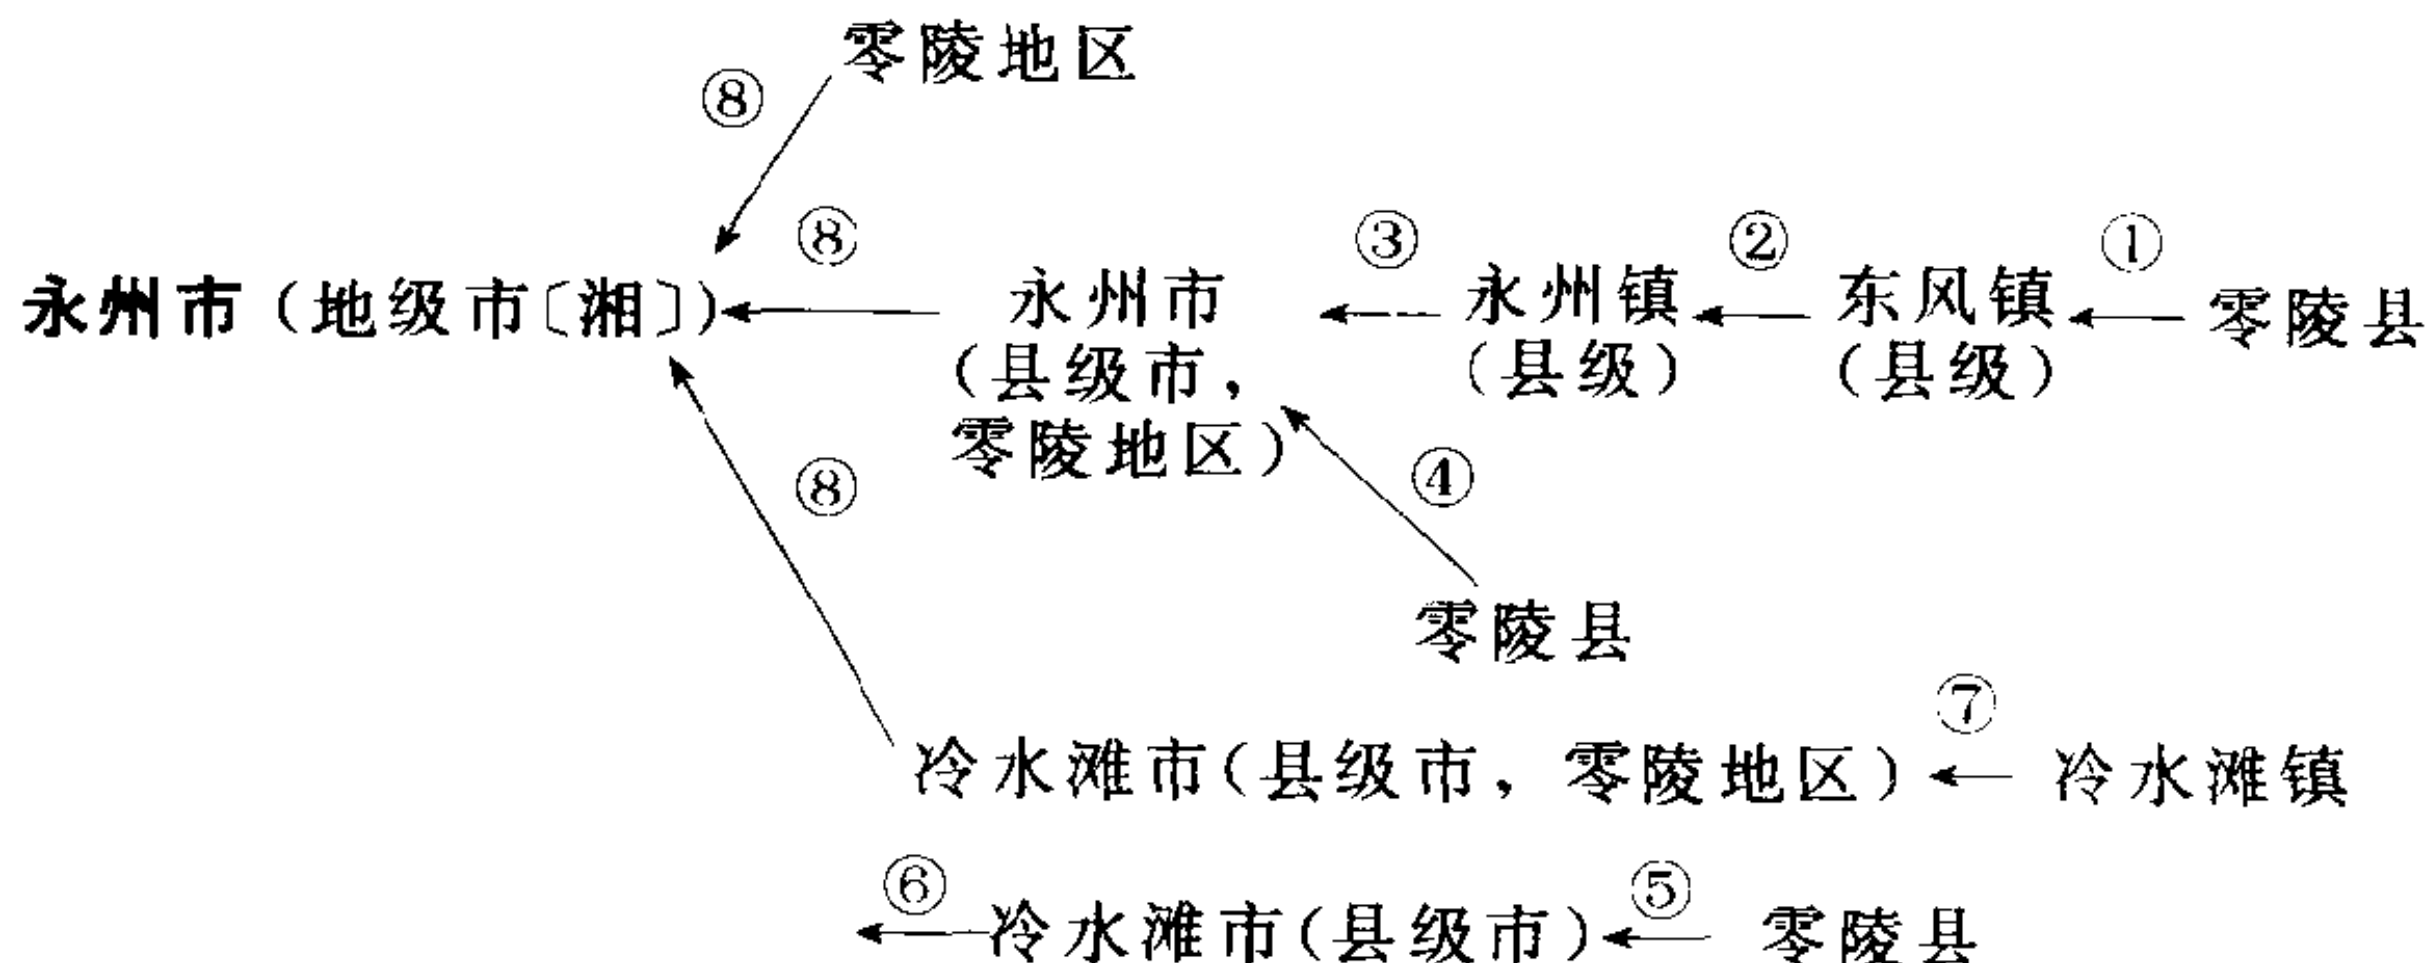 零陵地区
⑧
⑧
③
②
①
永州市（地级市〔湘〕）
永州市
永州镇
东风镇
零陵县
（县级市，
（县级）
（县级）
零陵地区）
⑧
④
零陵县
⑦
冷水滩市（县级市，零陵地区）
冷水滩镇
⑥
⑤
冷水滩市（县级市）
零陵县